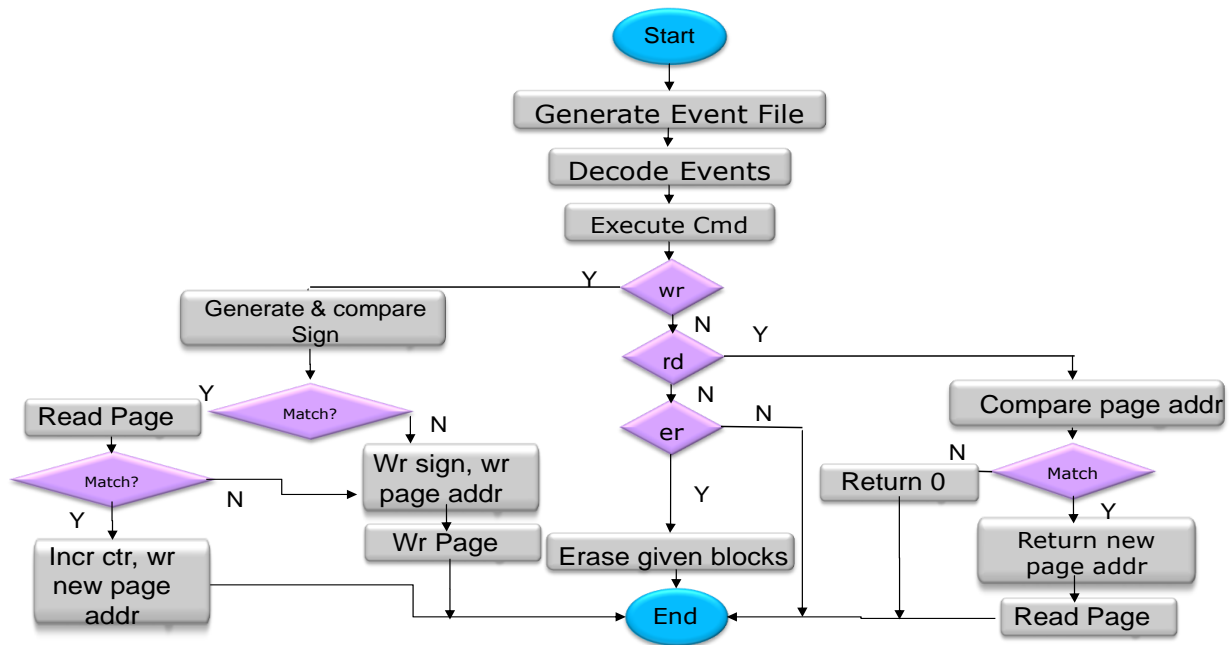 Start
Generate Event File
Decode Events
Execute Cmd
wr
Y
N
Generate & compare
Sign
rd
Y
N
er
N
Y
Match?
Y
N
Read Page
Match?
N
Y
Wr sign, wr
page addr
Wr Page
Incr ctr, wr
new page
addr
Erase given blocks
Compare page addr
Match
N
Y
Return 0
Return new
page addr
Read Page
End